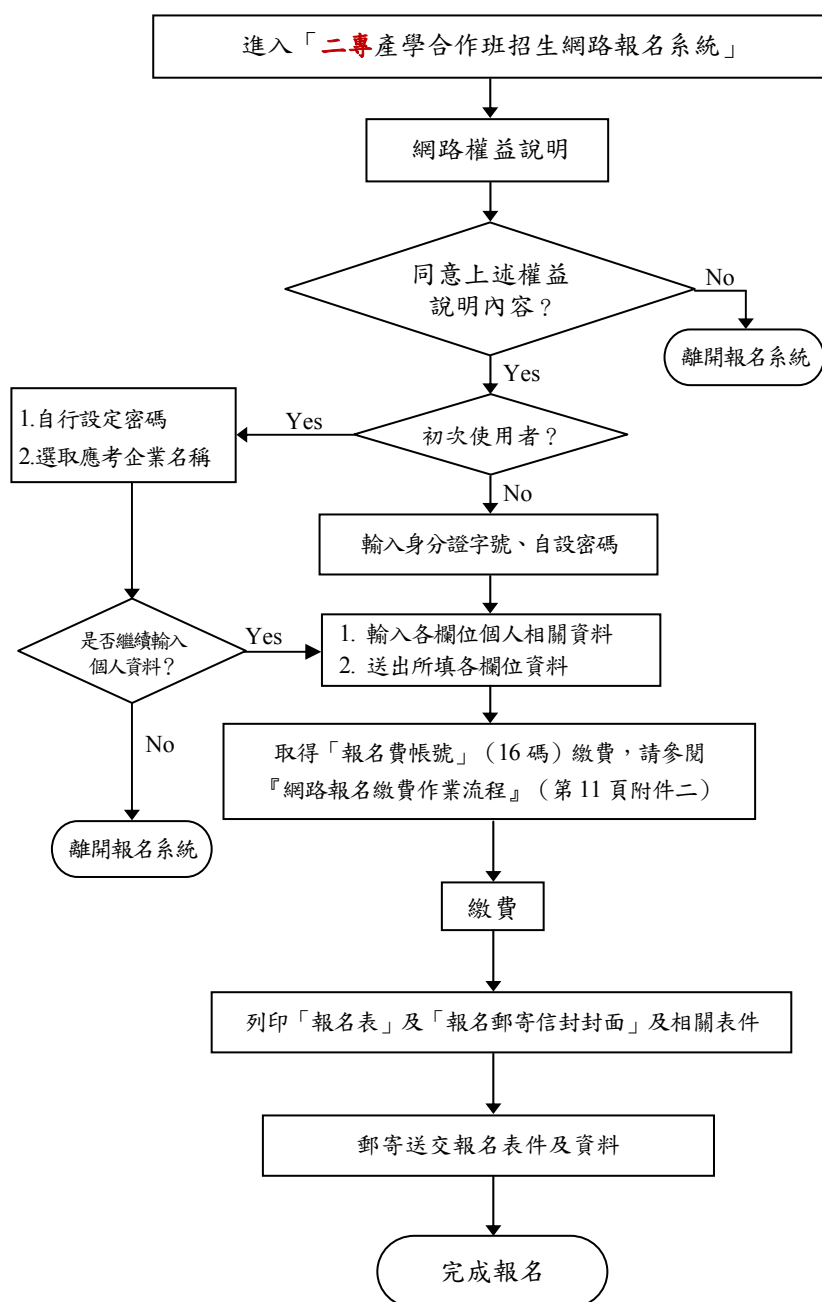 進入「二專產學合作班招生網路報名系統」
網路權益說明
同意上述權益
說明內容？
No
離開報名系統
Yes
初次使用者？
Yes
1.自行設定密碼
2.選取應考企業名稱
No
輸入身分證字號、自設密碼
是否繼續輸入
個人資料？
Yes
1. 輸入各欄位個人相關資料
2. 送出所填各欄位資料
No
離開報名系統
取得「報名費帳號」（16 碼）繳費，請參閱
『網路報名繳費作業流程』（第 11 頁附件二）
繳費
列印「報名表」及「報名郵寄信封封面」及相關表件
郵寄送交報名表件及資料
完成報名